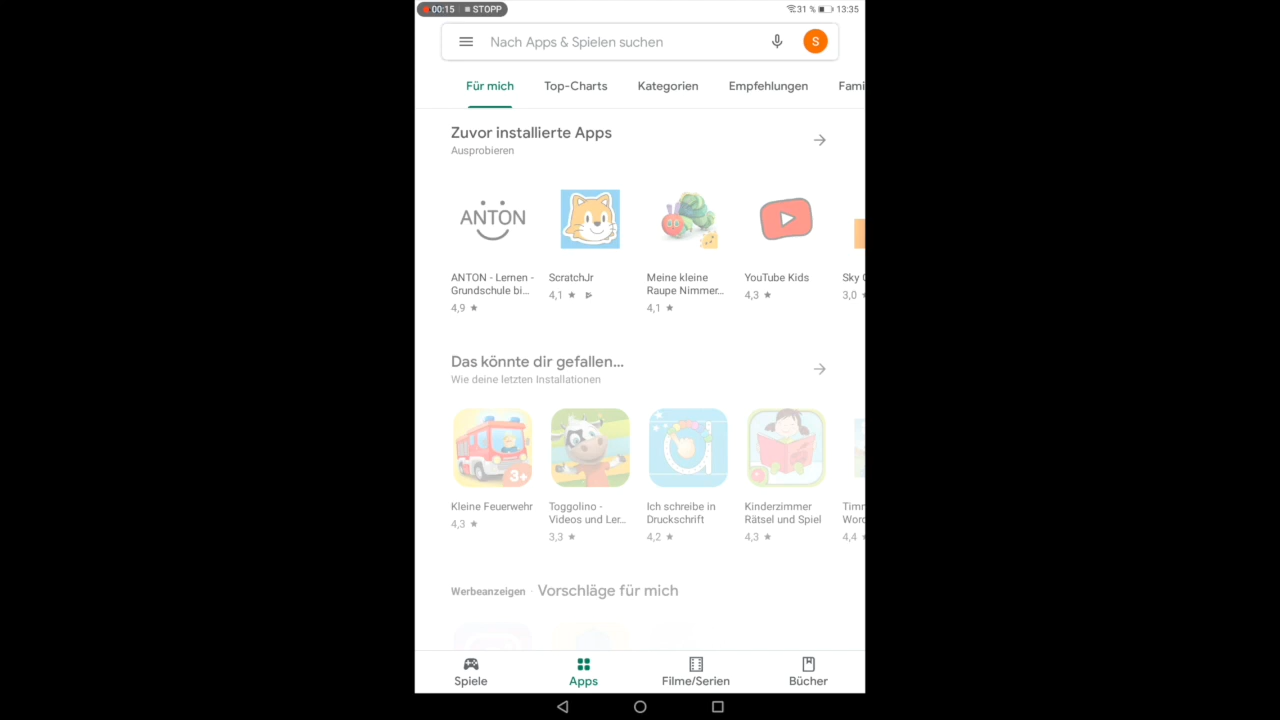 00:15 STOPP
31 % 13:35
Nach Apps & Spielen suchen
S
Für mich Top-Charts Kategorien Empfehlungen Fami
Zuvor installierte Apps
Ausprobieren
ANTON
ANTON - Lernen - ScratchJr Meine kleine YouTube Kids Sky
Grundschule bi... 4,1 Raupe Nimmer... 4,3 3,0
4,9 4,1
Das könnte dir gefallen...
Wie deine letzten Installationen
3+
a
Kleine Feuerwehr Toggolino - Ich schreibe in Kinderzimmer
4,3 Videos und Ler... Druckschrift Rätsel und Spiel
3,3 4,2 4,3 4,4
Werbeanzeigen · Vorschläge für mich
Spiele Apps Filme/Serien Bücher